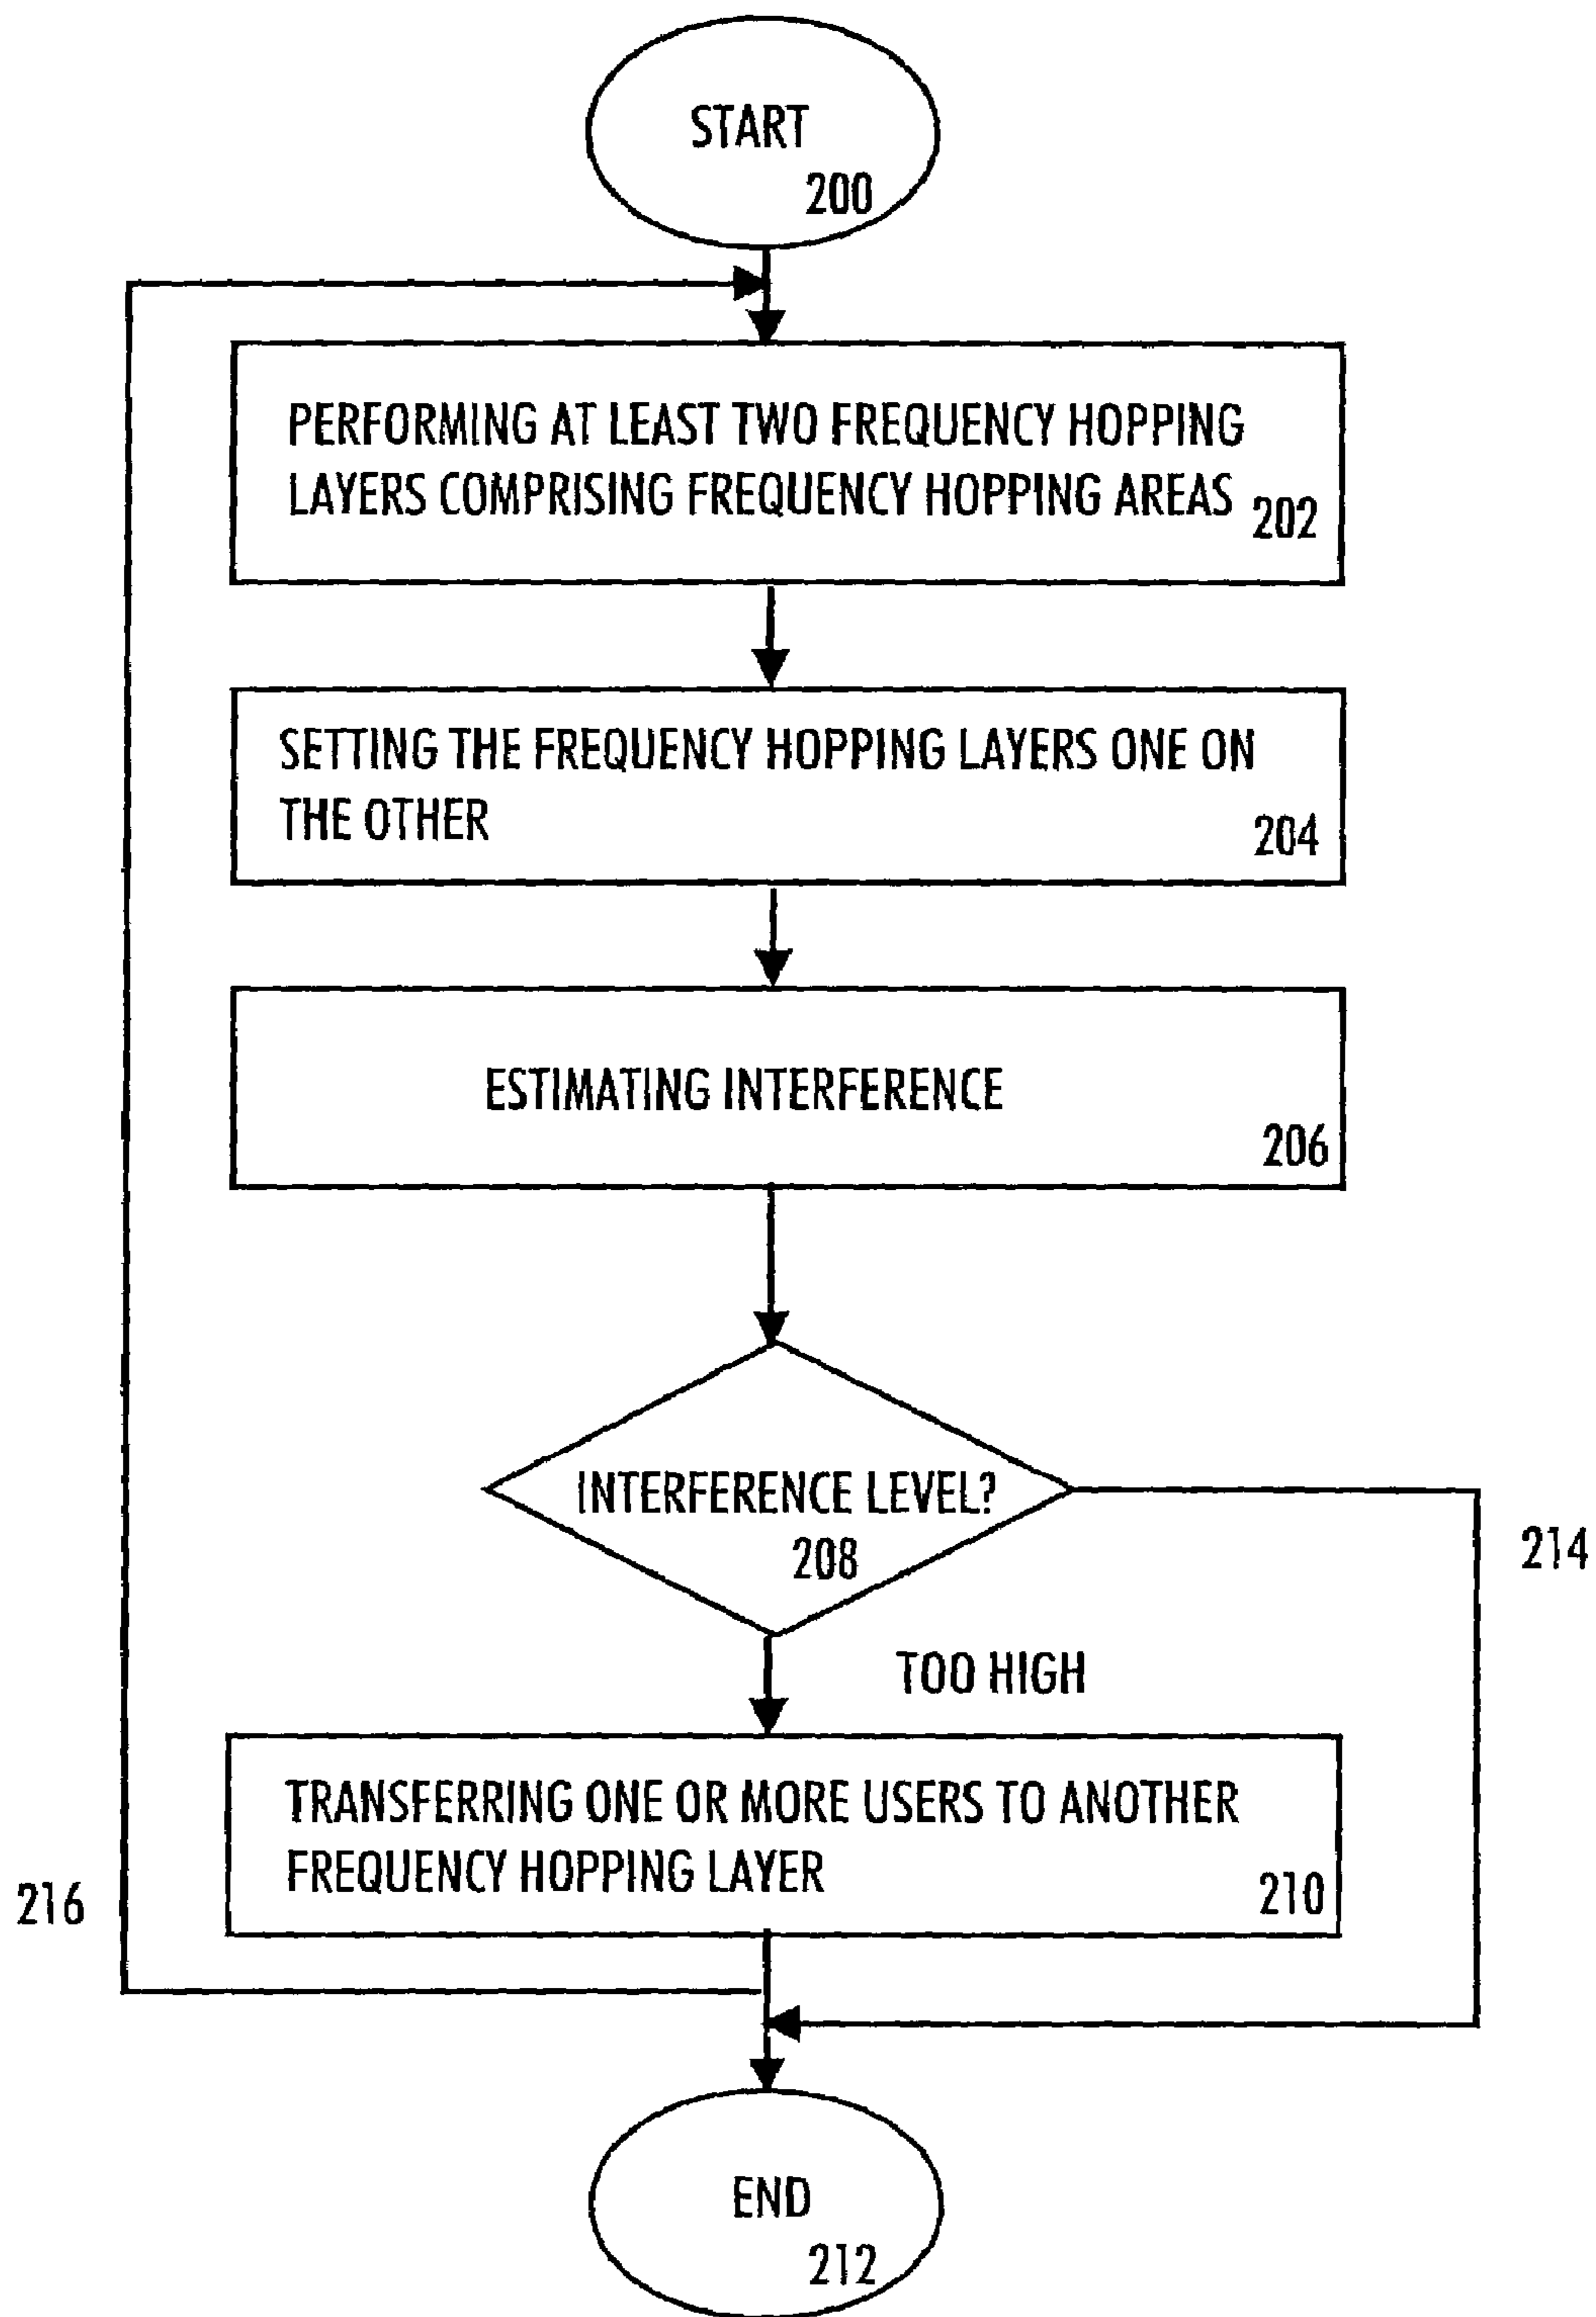 START
200
PERFORMING AT LEAST TWO FREQUENCY HOPPING
LAYERS COMPRISING FREQUENCY HOPPING AREAS
202
SETTING THE FREQUENCY HOPPING LAYERS ONE ON
THE OTHER
204
ESTIMATING INTERFERENCE
206
INTERFERENCE LEVEL?
208
214
TOO HIGH
TRANSFERRING ONE OR MORE USERS TO ANOTHER
FREQUENCY HOPPING LAYER
210
216
END
212